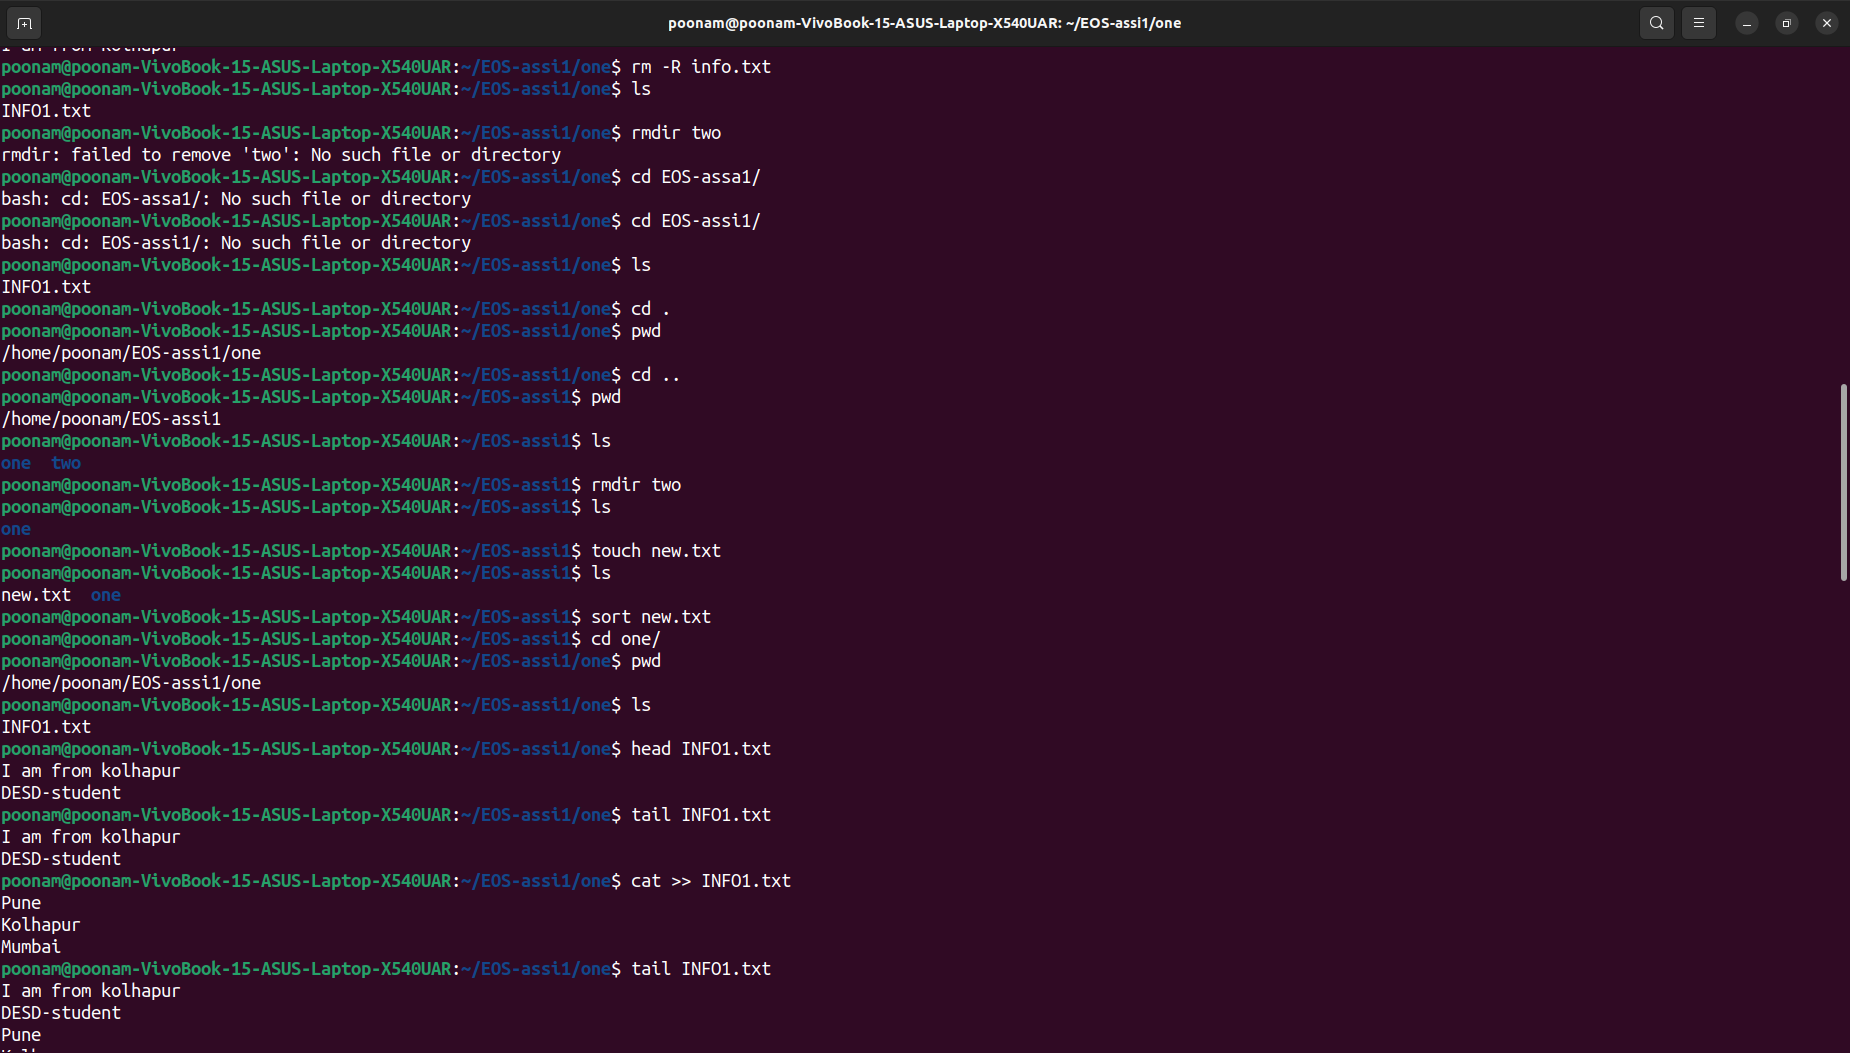 poonam@poonam-VivoBook-15-ASUS-Laptop-X540UAR: ~/EOS-assi1/one
I am from kolhapur
poonam@poonam-VivoBook-15-ASUS-Laptop-X540UAR:~/EOS-assi1/one$ rm -R info.txt
poonam@poonam-VivoBook-15-ASUS-Laptop-X540UAR:~/EOS-assi1/one$ ls
INFO1.txt
poonam@poonam-VivoBook-15-ASUS-Laptop-X540UAR:~/EOS-assi1/one$ rmdir two
rmdir: failed to remove 'two': No such file or directory
poonam@poonam-VivoBook-15-ASUS-Laptop-X540UAR:~/EOS-assi1/one$ cd EOS-assa1/
bash: cd: EOS-assa1/: No such file or directory
poonam@poonam-VivoBook-15-ASUS-Laptop-X540UAR:~/EOS-assi1/one$ cd EOS-assi1/
bash: cd: EOS-assi1/: No such file or directory
poonam@poonam-VivoBook-15-ASUS-Laptop-X540UAR:~/EOS-assi1/one$ ls
INFO1.txt
poonam@poonam-VivoBook-15-ASUS-Laptop-X540UAR:~/EOS-assi1/one$ cd .
poonam@poonam-VivoBook-15-ASUS-Laptop-X540UAR:~/EOS-assi1/one$ pwd
/home/poonam/EOS-assi1/one
poonam@poonam-VivoBook-15-ASUS-Laptop-X540UAR:~/EOS-assi1/one$ cd ..
poonam@poonam-VivoBook-15-ASUS-Laptop-X540UAR:~/EOS-assi1$ pwd
/home/poonam/EOS-assi1
poonam@poonam-VivoBook-15-ASUS-Laptop-X540UAR:~/EOS-assi1$ ls
one  two
poonam@poonam-VivoBook-15-ASUS-Laptop-X540UAR:~/EOS-assi1$ rmdir two
poonam@poonam-VivoBook-15-ASUS-Laptop-X540UAR:~/EOS-assi1$ ls
one
poonam@poonam-VivoBook-15-ASUS-Laptop-X540UAR:~/EOS-assi1$ touch new.txt
poonam@poonam-VivoBook-15-ASUS-Laptop-X540UAR:~/EOS-assi1$ ls
new.txt  one
poonam@poonam-VivoBook-15-ASUS-Laptop-X540UAR:~/EOS-assi1$ sort new.txt
poonam@poonam-VivoBook-15-ASUS-Laptop-X540UAR:~/EOS-assi1$ cd one/
poonam@poonam-VivoBook-15-ASUS-Laptop-X540UAR:~/EOS-assi1/one$ pwd
/home/poonam/EOS-assi1/one
poonam@poonam-VivoBook-15-ASUS-Laptop-X540UAR:~/EOS-assi1/one$ ls
INFO1.txt
poonam@poonam-VivoBook-15-ASUS-Laptop-X540UAR:~/EOS-assi1/one$ head INFO1.txt
I am from kolhapur
DESD-student
poonam@poonam-VivoBook-15-ASUS-Laptop-X540UAR:~/EOS-assi1/one$ tail INFO1.txt
I am from kolhapur
DESD-student
poonam@poonam-VivoBook-15-ASUS-Laptop-X540UAR:~/EOS-assi1/one$ cat >> INFO1.txt
Pune
Kolhapur
Mumbai
poonam@poonam-VivoBook-15-ASUS-Laptop-X540UAR:~/EOS-assi1/one$ tail INFO1.txt
I am from kolhapur
DESD-student
Pune